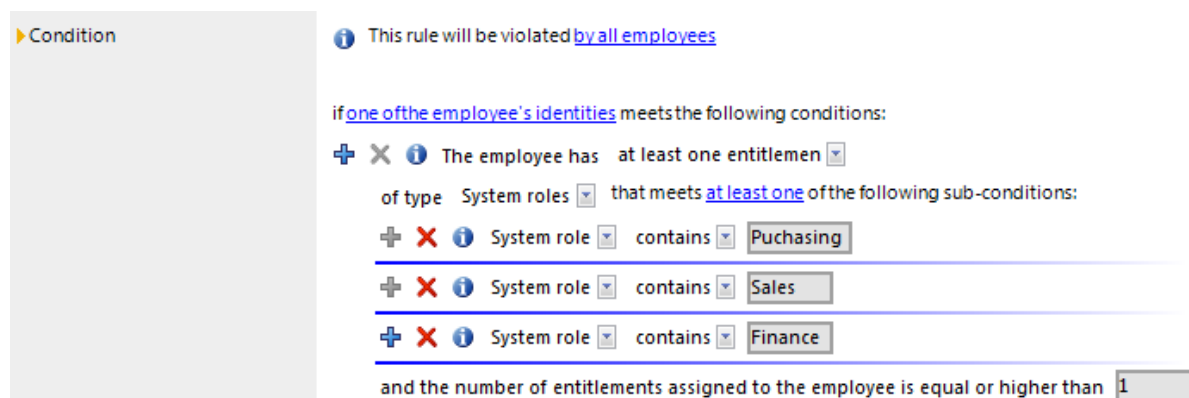 Condition
This rule will be violated by all employees
if one of the employee's identities meets the following conditions:
The employee has at least one entitlemen
of type System roles that meets at least one of the following sub-conditions:
System role contains Puchasing
System role contains Sales
System role contains Finance
and the number of entitlements assigned to the employee is equal or higher than 1